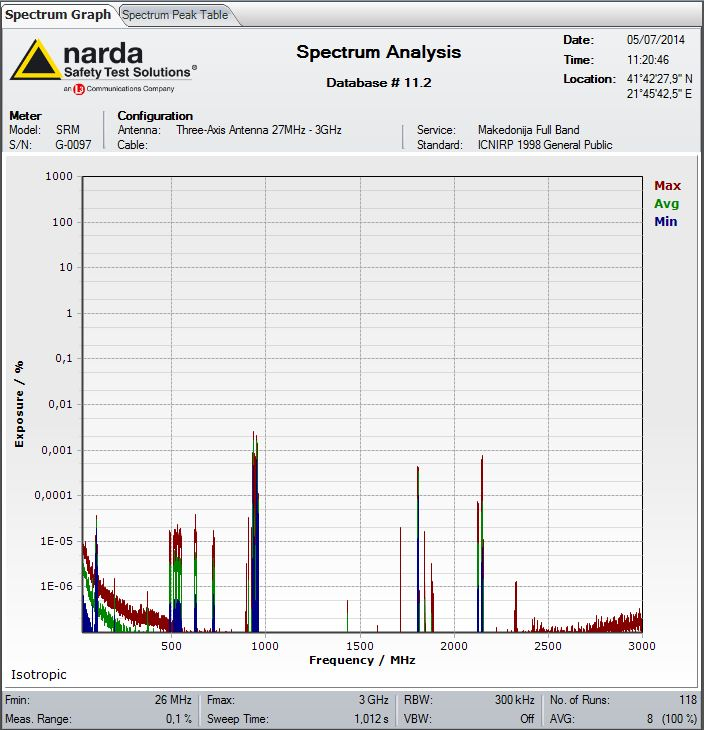 Spectrum Graph Spectrum Peak Table
narda
Safety Test Solutions®
an L3 Communications Company
Spectrum Analysis
Database # 11.2
Date: 05/07/2014
Time: 11:20:46
Location: 41°42'27,9" N
21°45'42,5" E
Meter
Model: SRM
S/N: G-0097
Configuration
Antenna: Three-Axis Antenna 27MHz - 3GHz
Cable:
Service: Makedonija Full Band
Standard: ICNIRP 1998 General Public
Max
Avg
Min
Exposure / %
1000
100
10
1
0,1
0,01
0,001
0,0001
1E-05
1E-06
500 1000 1500 2000 2500 3000
Frequency / MHz
Isotropic
Fmin: 26 MHz Fmax: 3 GHz RBW: 300 kHz No. of Runs: 118
Meas. Range: 0,1 % Sweep Time: 1,012 s VBW: Off AVG: 8 (100 %)